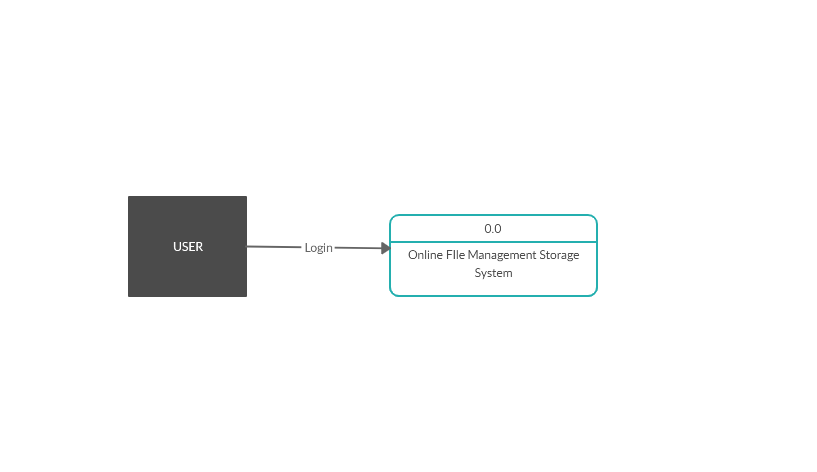 0.0
USER
Login
Online FIle Management Storage
System